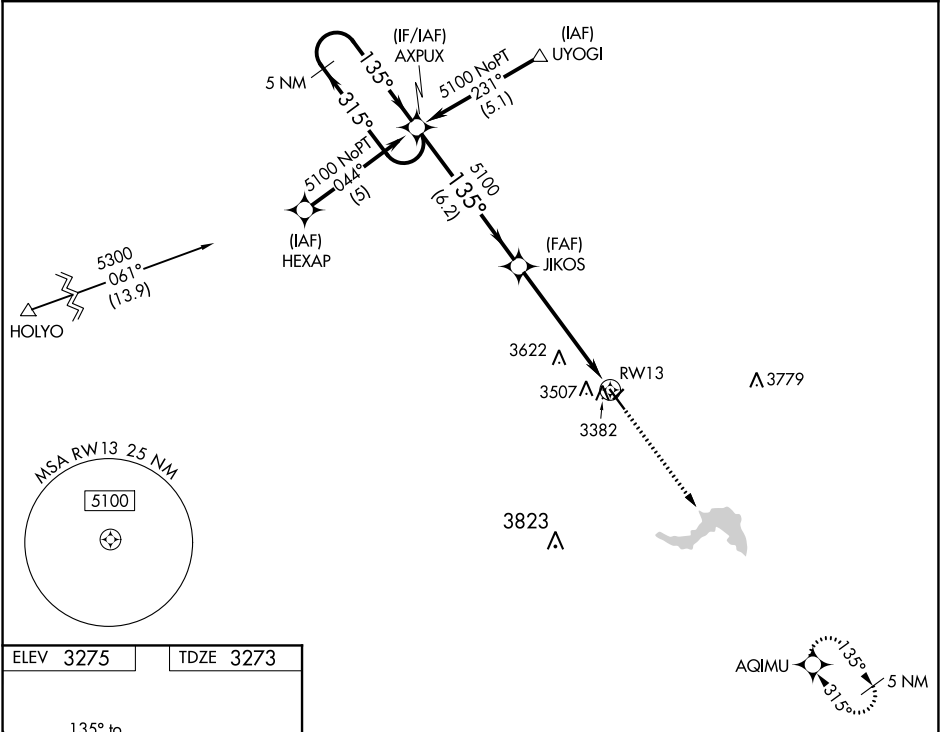 (IF/IAF)
AXPUX
(IAF)
UYOGI
5 NM
135°
315°
5100 NoPT
231°
(5.1)
5100 NoPT
044°
(5)
5100
135°
(6.2)
(IAF)
HEXAP
(FAF)
JIKOS
5300
061°
(13.9)
HOLYO
3622
3507
RW13
3779
3382
MSA RW13 25 NM
5100
3823
ELEV 3275
TDZE 3273
AQIMU
135°
315°
5 NM
135° to